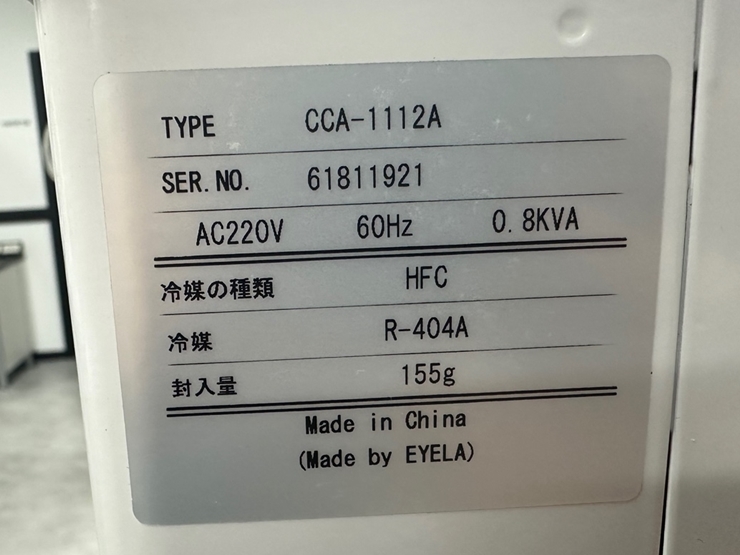 TYPE CCA-1112A
SER.NO. 61811921
AC220V 60Hz 0.8KVA
冷媒の種類 HFC
冷媒 R-404A
封入量 155g
Made in China
(Made by EYELA)